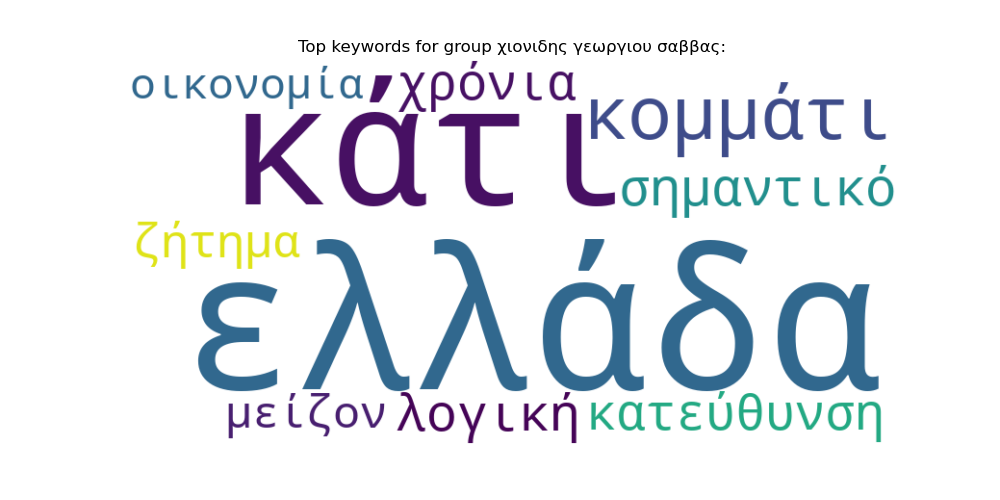 Top keywords for group χιονιδης γεωργιου σαββας:
οικονομία χρόνια
κάτι κομμάτι
σημαντικό
ζήτημα
ελλάδα
μείζον λογική κατεύθυνση